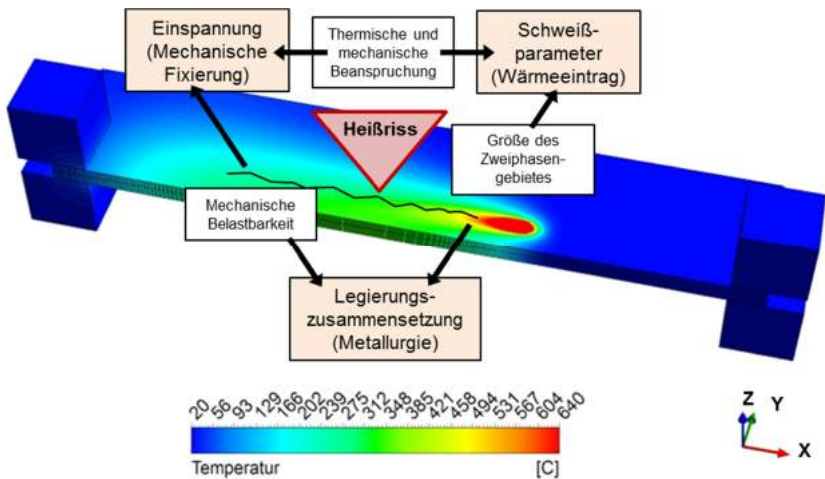 Einspannung
(Mechanische
Fixierung)
Thermische und
mechanische
Beanspruchung
Schweiß-
parameter
(Wärmeeintrag)
Heißriss
Größe des
Zweiphasen-
gebietes
Mechanische
Belastbarkeit
Legierungs-
zusammensetzung
(Metallurgie)
20 56 93 129 166 202 239 275 312 348 385 421 458 494 531 567 604 640
Temperatur [C]
Z Y
X